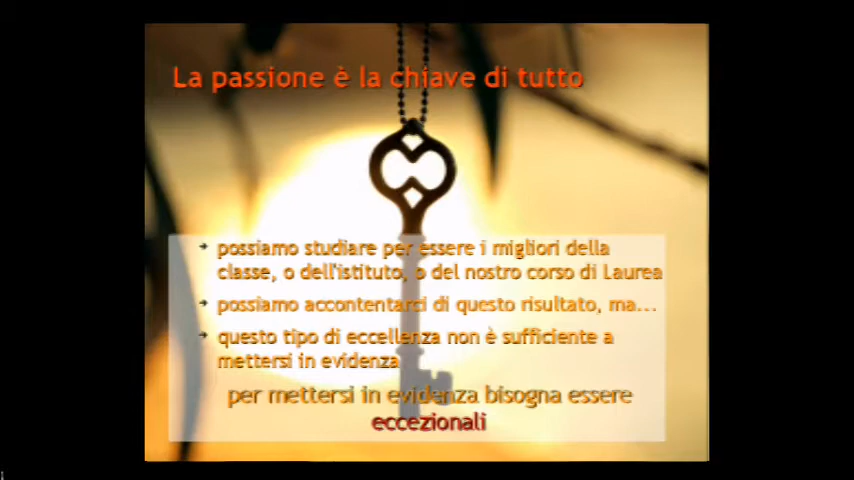 La passione è la chiave di tutto
possiamo studiare per essere i migliori della
classe, o dell'istituto, o del nostro corso di Laurea
possiamo accontentarci di questo risultato, ma...
questo tipo di eccellenza non è sufficiente a
mettersi in evidenza
per mettersi in evidenza bisogna essere
eccezionali